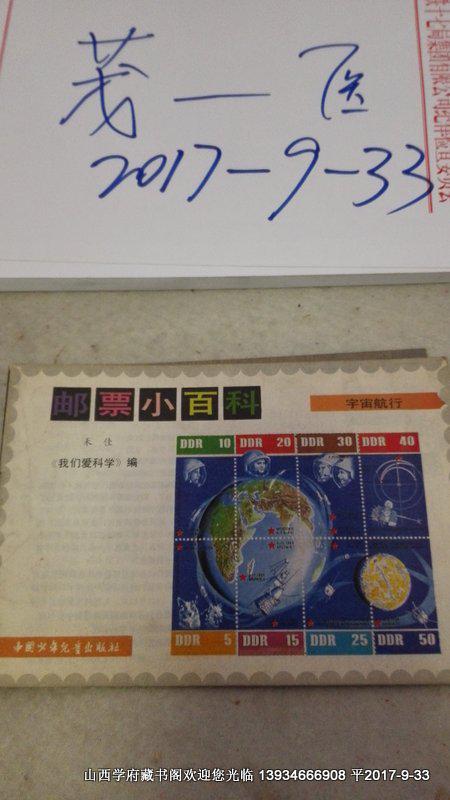 茂一医
2017-9-33
邮票小百科
宇宙航行
禾 佳
《我们爱科学》编
DDR 10 DDR 20 DDR 30 DDR 40
DDR 5 DDR 15 DDR 25 DDR 50
中国少年儿童出版社
山西学府藏书阁欢迎您光临 13934666908 平2017-9-33